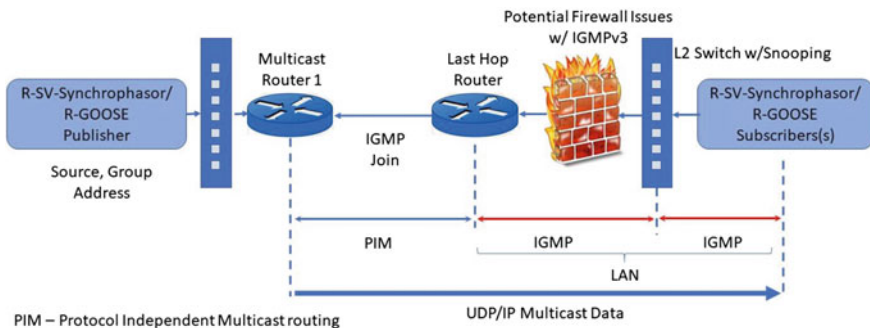 Potential Firewall Issues
w/ IGMPv3
Multicast
Router 1
Last Hop
Router
L2 Switch w/Snooping
R-SV-Synchrophasor/
R-GOOSE
Publisher
R-SV-Synchrophasor/
R-GOOSE
Subscribers(s)
Source, Group
Address
IGMP
Join
PIM
IGMP
IGMP
LAN
UDP/IP Multicast Data
PIM – Protocol Independent Multicast routing